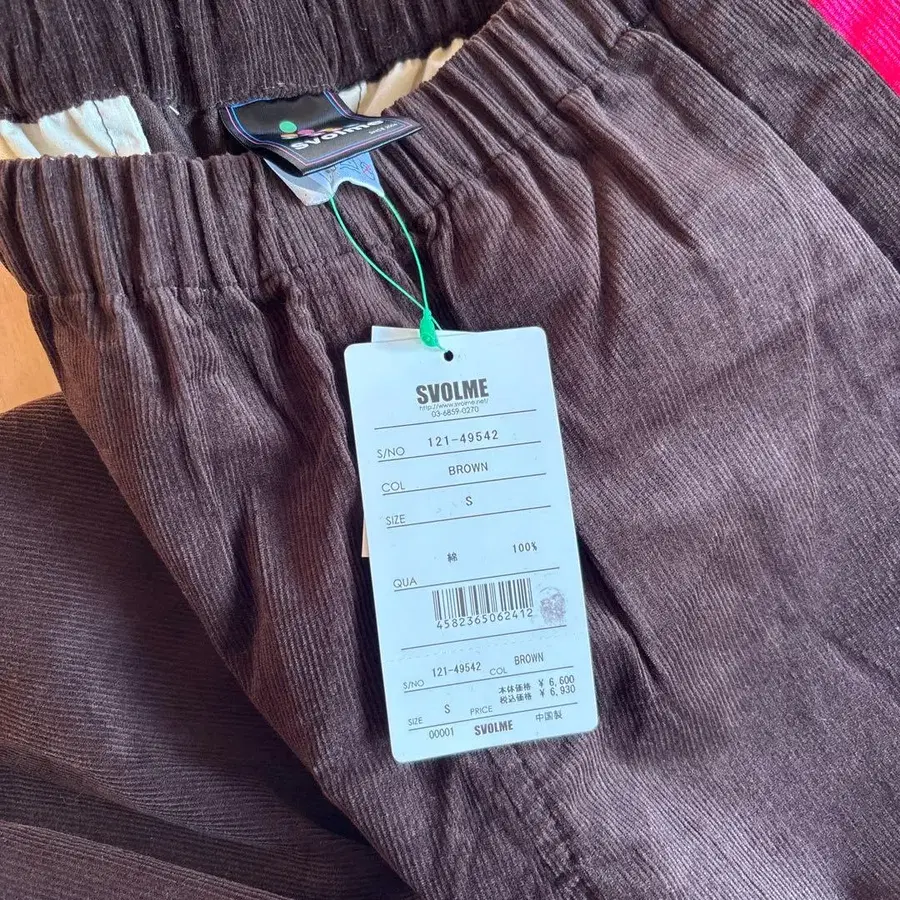 svolme
SVOLME
http://www.svolme.net/
03-6859-0270
S/NO 121-49542
COL BROWN
SIZE S
QUA 綿 100%
4582365062412
S/NO 121-49542 COL BROWN
SIZE S PRICE 本体価格 ¥ 6,600
税込価格 ¥ 6,930
00001 SVOLME 中国製